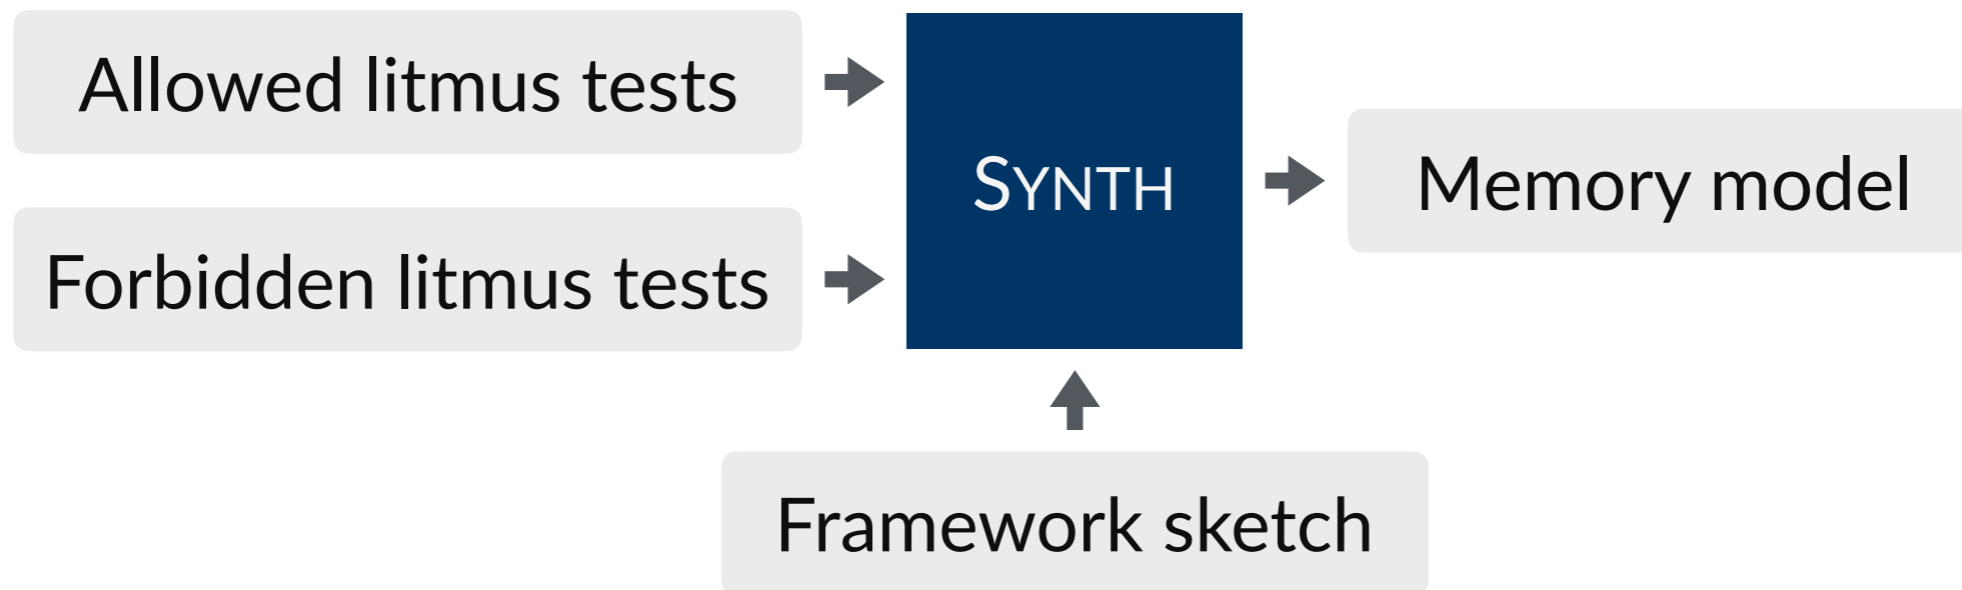 Allowed litmus tests
Forbidden litmus tests
SYNTH
Memory model
Framework sketch